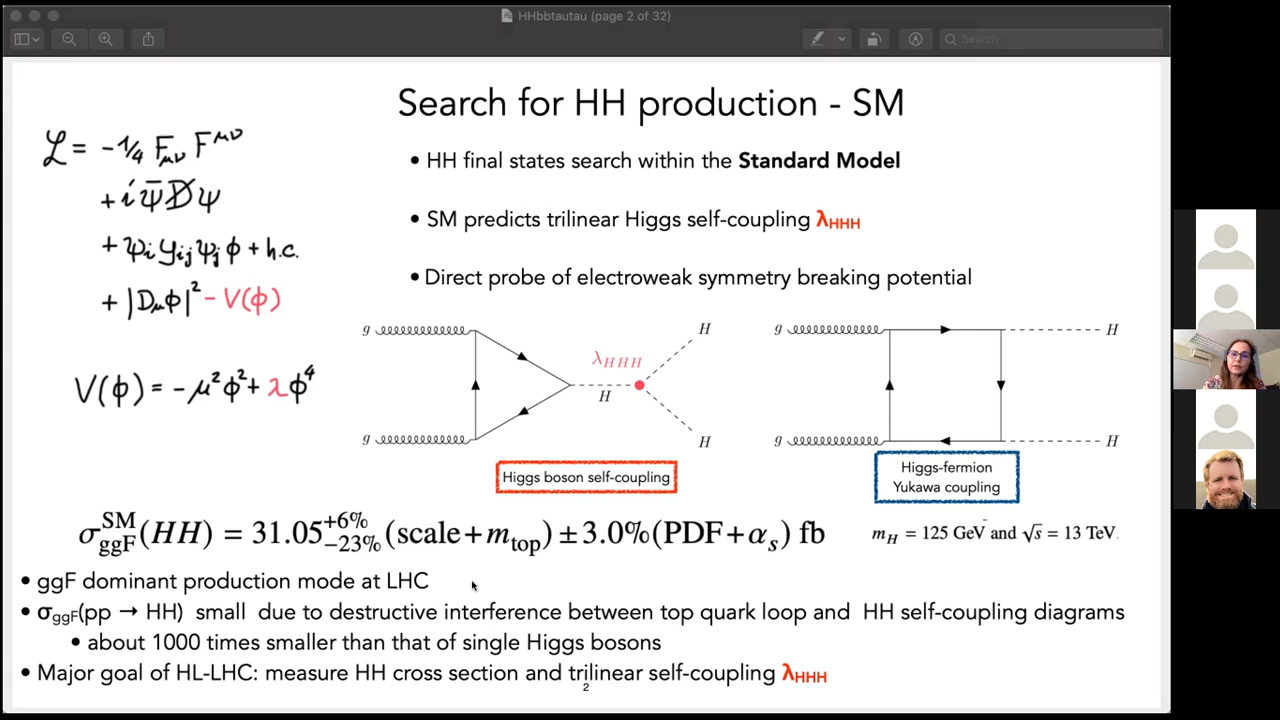 HHbbtautau (page 2 of 32)
Search
Search for HH production - SM
ℒ = -1/4 F_μν F^μν
+ i ψ̄ D̸ ψ
+ ψ_i y_ij ψ_j φ + h.c.
+ |D_μ φ|² - V(φ)
V(φ) = -μ²φ² + λφ⁴
• HH final states search within the Standard Model
• SM predicts trilinear Higgs self-coupling λ_HHH
• Direct probe of electroweak symmetry breaking potential
g
g
λ_HHH
H
H
H
Higgs boson self-coupling
g
g
H
H
Higgs-fermion
Yukawa coupling
σ^SM_ggF(HH) = 31.05^+6%_-23% (scale+m_top) ± 3.0% (PDF+α_s) fb
m_H = 125 GeV and √s = 13 TeV.
• ggF dominant production mode at LHC
• σ_ggF(pp → HH) small due to destructive interference between top quark loop and HH self-coupling diagrams
• about 1000 times smaller than that of single Higgs bosons
• Major goal of HL-LHC: measure HH cross section and trilinear self-coupling λ_HHH
2